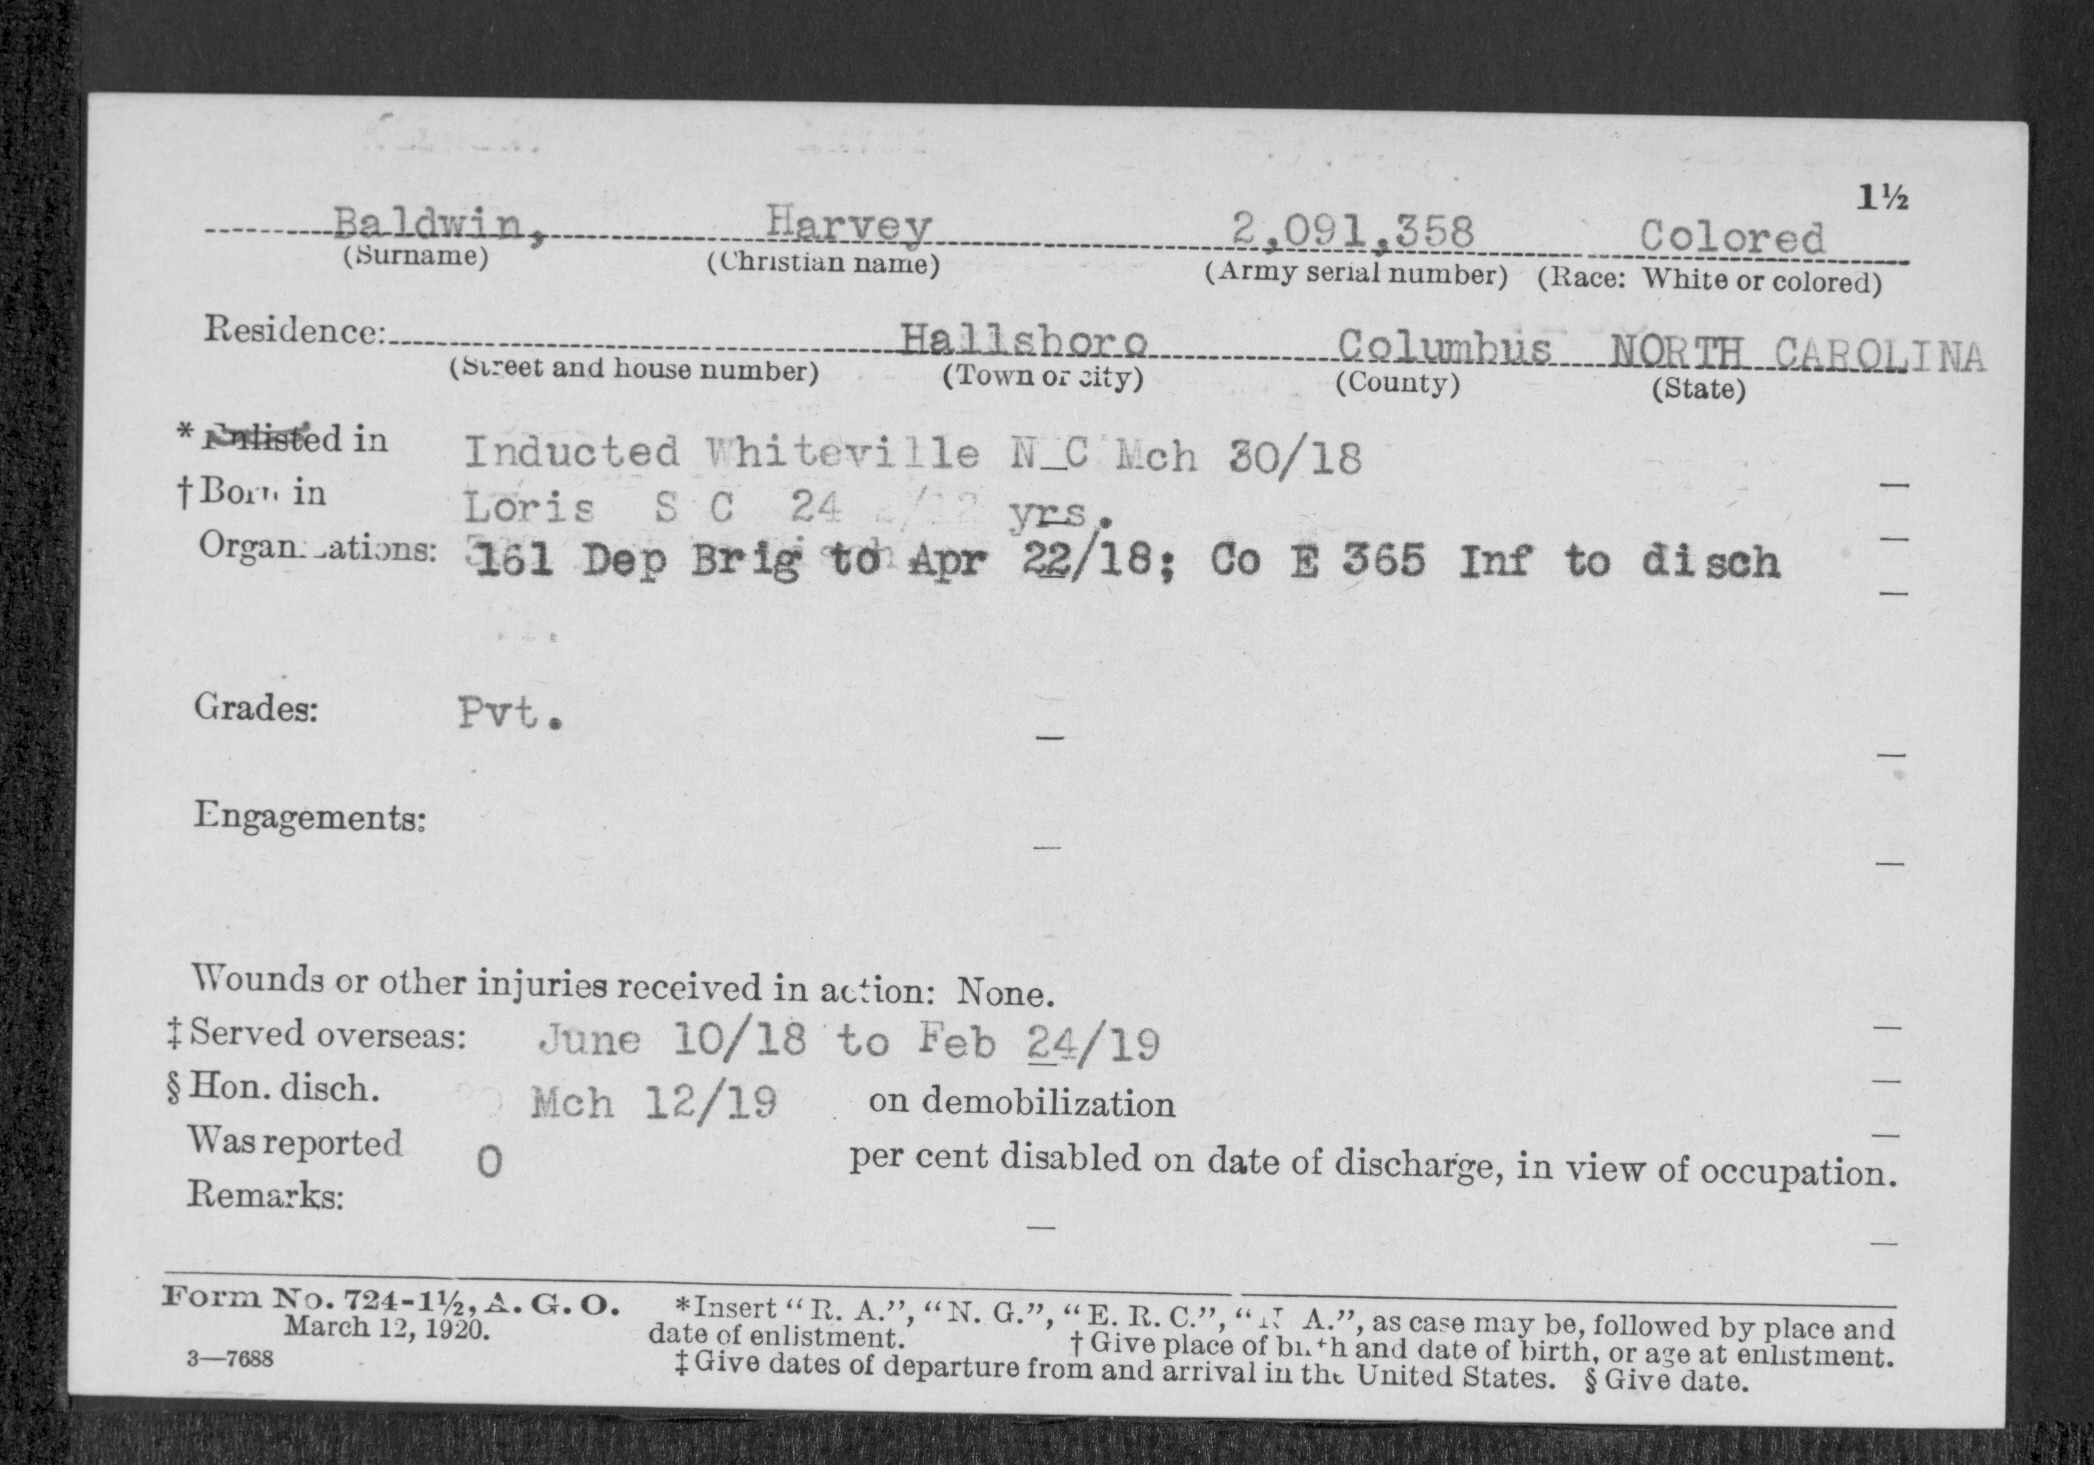 1½
Baldwin, Harvey 2,091,358 Colored
(Surname) (Christian name) (Army serial number) (Race: White or colored)
Residence: Hallsboro Columbus NORTH CAROLINA
(Street and house number) (Town or city) (County) (State)
* Enlisted in Inducted Whiteville N C Mch 30/18
† Born in Loris S C 24 /12 yrs.
Organizations: 161 Dep Brig to Apr 22/18; Co E 365 Inf to disch
Grades: Pvt.
Engagements:
Wounds or other injuries received in action: None.
‡ Served overseas: June 10/18 to Feb 24/19
§ Hon. disch. Mch 12/19 on demobilization
Was reported 0 per cent disabled on date of discharge, in view of occupation.
Remarks:
Form No. 724-1½, A. G. O. *Insert "R. A.", "N. G.", "E. R. C.", "N A.", as case may be, followed by place and
March 12, 1920. date of enlistment. † Give place of birth and date of birth, or age at enlistment.
3—7688 ‡ Give dates of departure from and arrival in the United States. § Give date.